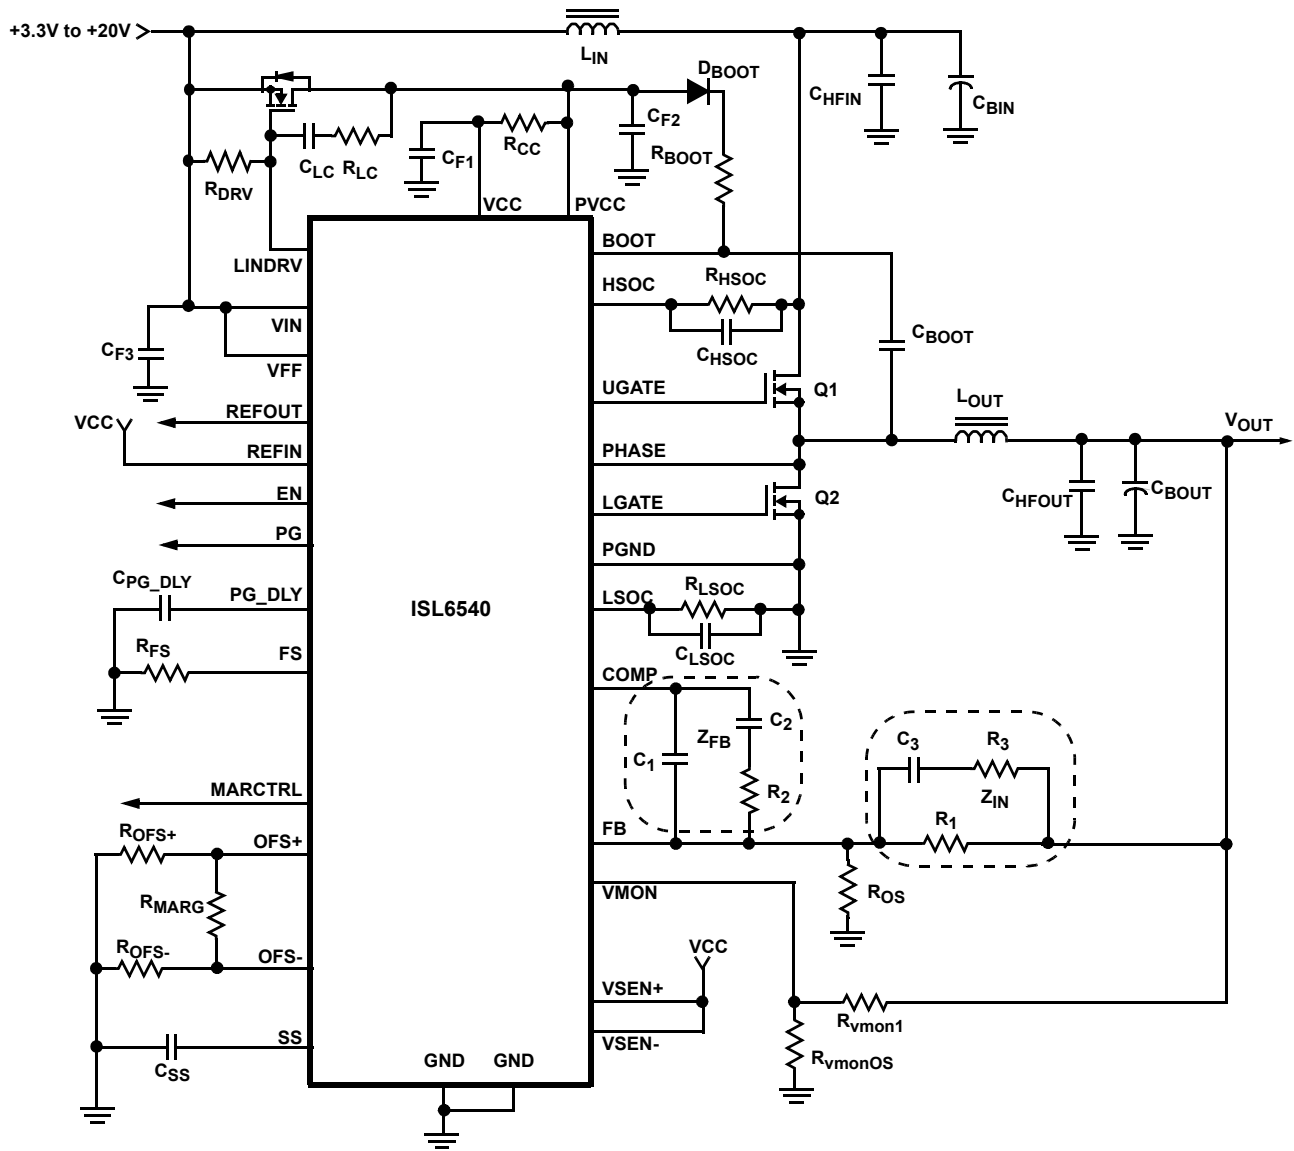 +3.3V to +20V
LIN
DBOOT
CHFIN
CBIN
CF2
CF1
RCC
RBOOT
CLC
RLC
RDRV
VCC
PVCC
BOOT
LINDRV
HSOC
RHSOC
CHSOC
CBOOT
VIN
CF3
VFF
UGATE
Q1
LOUT
VOUT
REFOUT
VCC
REFIN
PHASE
EN
LGATE
Q2
CHFOUT
CBOUT
PG
PGND
CPG_DLY
PG_DLY
ISL6540
LSOC
RLSOC
CLSOC
RFS
FS
COMP
C2
ZFB
C1
R2
C3
R3
ZIN
R1
MARCTRL
ROFS+
OFS+
FB
RMARG
VMON
ROS
ROFS-
OFS-
VCC
VSEN+
VSEN-
Rvmon1
RvmonOS
SS
CSS
GND
GND